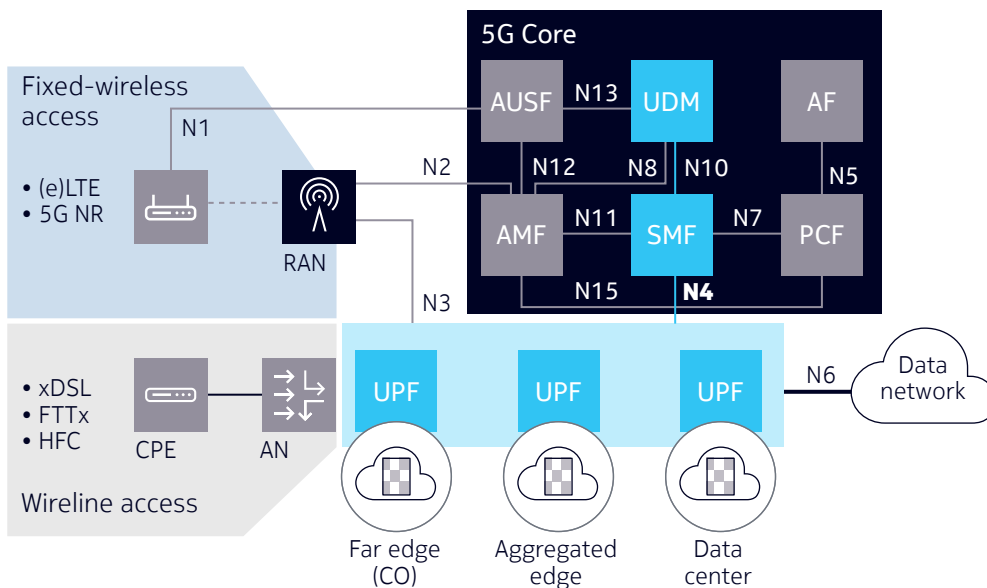 5G Core
Fixed-wireless
access
• (e)LTE
• 5G NR
N1
RAN
N2
N3
AUSF
N13
UDM
AF
N12
N8
N10
N5
AMF
N11
SMF
N7
PCF
N15
N4
• xDSL
• FTTx
• HFC
CPE
AN
Wireline access
UPF
UPF
UPF
N6
Data
network
Far edge
(CO)
Aggregated
edge
Data
center